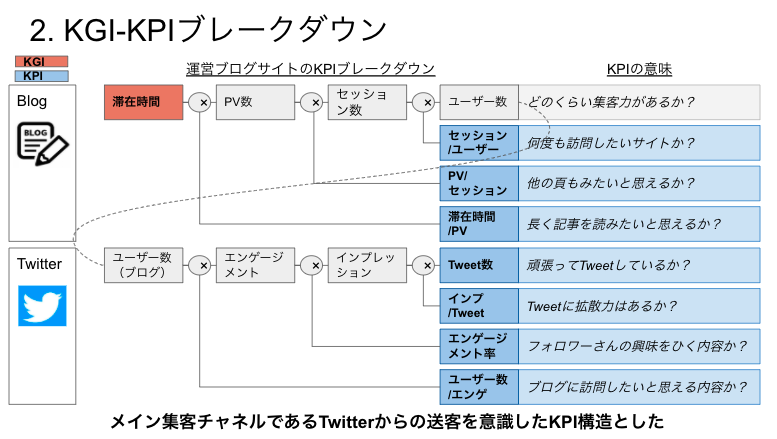 2. KGI-KPIブレークダウン
KGI
KPI
運営ブログサイトのKPIブレークダウン
KPIの意味
Blog
BLOG
滞在時間
×
PV数
×
セッショ
ン数
×
ユーザー数
どのくらい集客力があるか？
セッション
/ユーザー
何度も訪問したいサイトか？
PV/
セッション
他の頁もみたいと思えるか？
滞在時間
/PV
長く記事を読みたいと思えるか？
Twitter
ユーザー数
（ブログ）
×
エンゲージ
メント
×
インプレッ
ション
×
Tweet数
頑張ってTweetしているか？
インプ
/Tweet
Tweetに拡散力はあるか？
エンゲージ
メント率
フォロワーさんの興味をひく内容か？
ユーザー数
/エンゲ
ブログに訪問したいと思える内容か？
メイン集客チャネルであるTwitterからの送客を意識したKPI構造とした